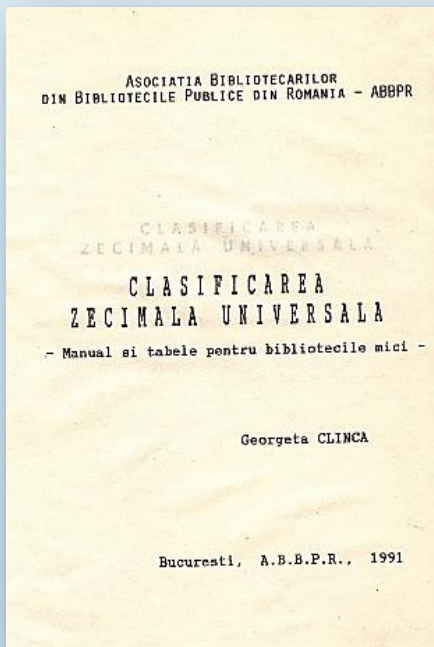 ASOCIATIA BIBLIOTECARILOR
DIN BIBLIOTECILE PUBLICE DIN ROMANIA - ABBPR
CLASIFICAREA
ZECIMALA UNIVERSALA
CLASIFICAREA
ZECIMALA UNIVERSALA
- Manual si tabele pentru bibliotecile mici -
Georgeta CLINCA
Bucuresti, A.B.B.P.R., 1991